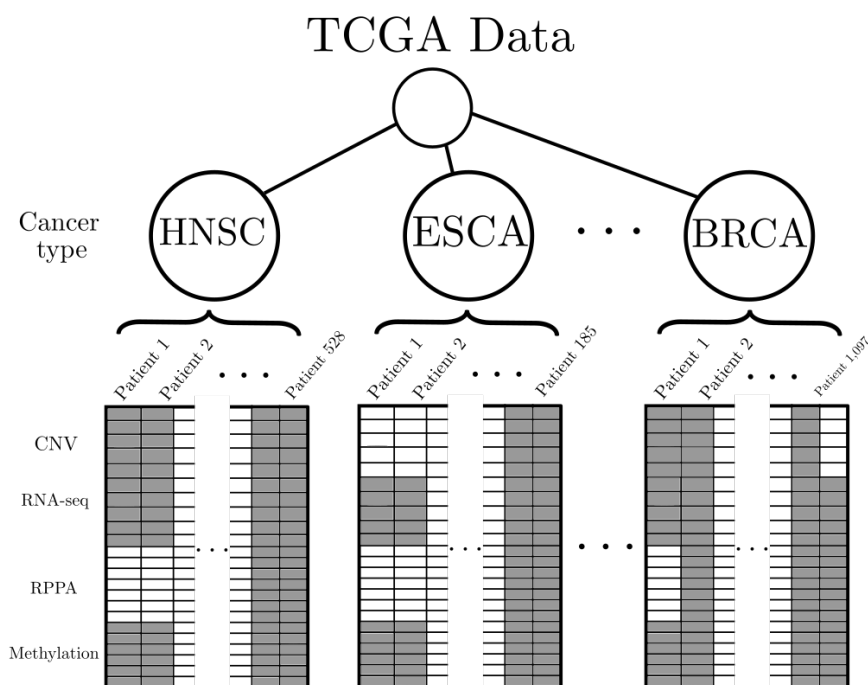 TCGA Data
Cancer
type
HNSC
ESCA
. . .
BRCA
Patient 1
Patient 2
. . .
Patient 528
Patient 1
Patient 2
. . .
Patient 185
Patient 1
Patient 2
. . .
Patient 1,097
CNV
RNA-seq
. . .
. . .
. . .
. . .
RPPA
Methylation